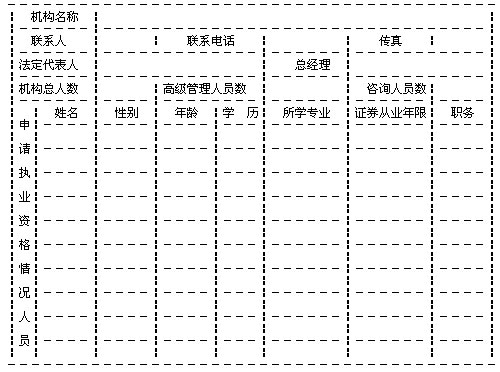 机构名称
联系人 联系电话 传真
法定代表人 总经理
机构总人数 高级管理人员数 咨询人员数
姓名 性别 年龄 学 历 所学专业 证券从业年限 职务
申
请
执
业
资
格
情
况
人
员